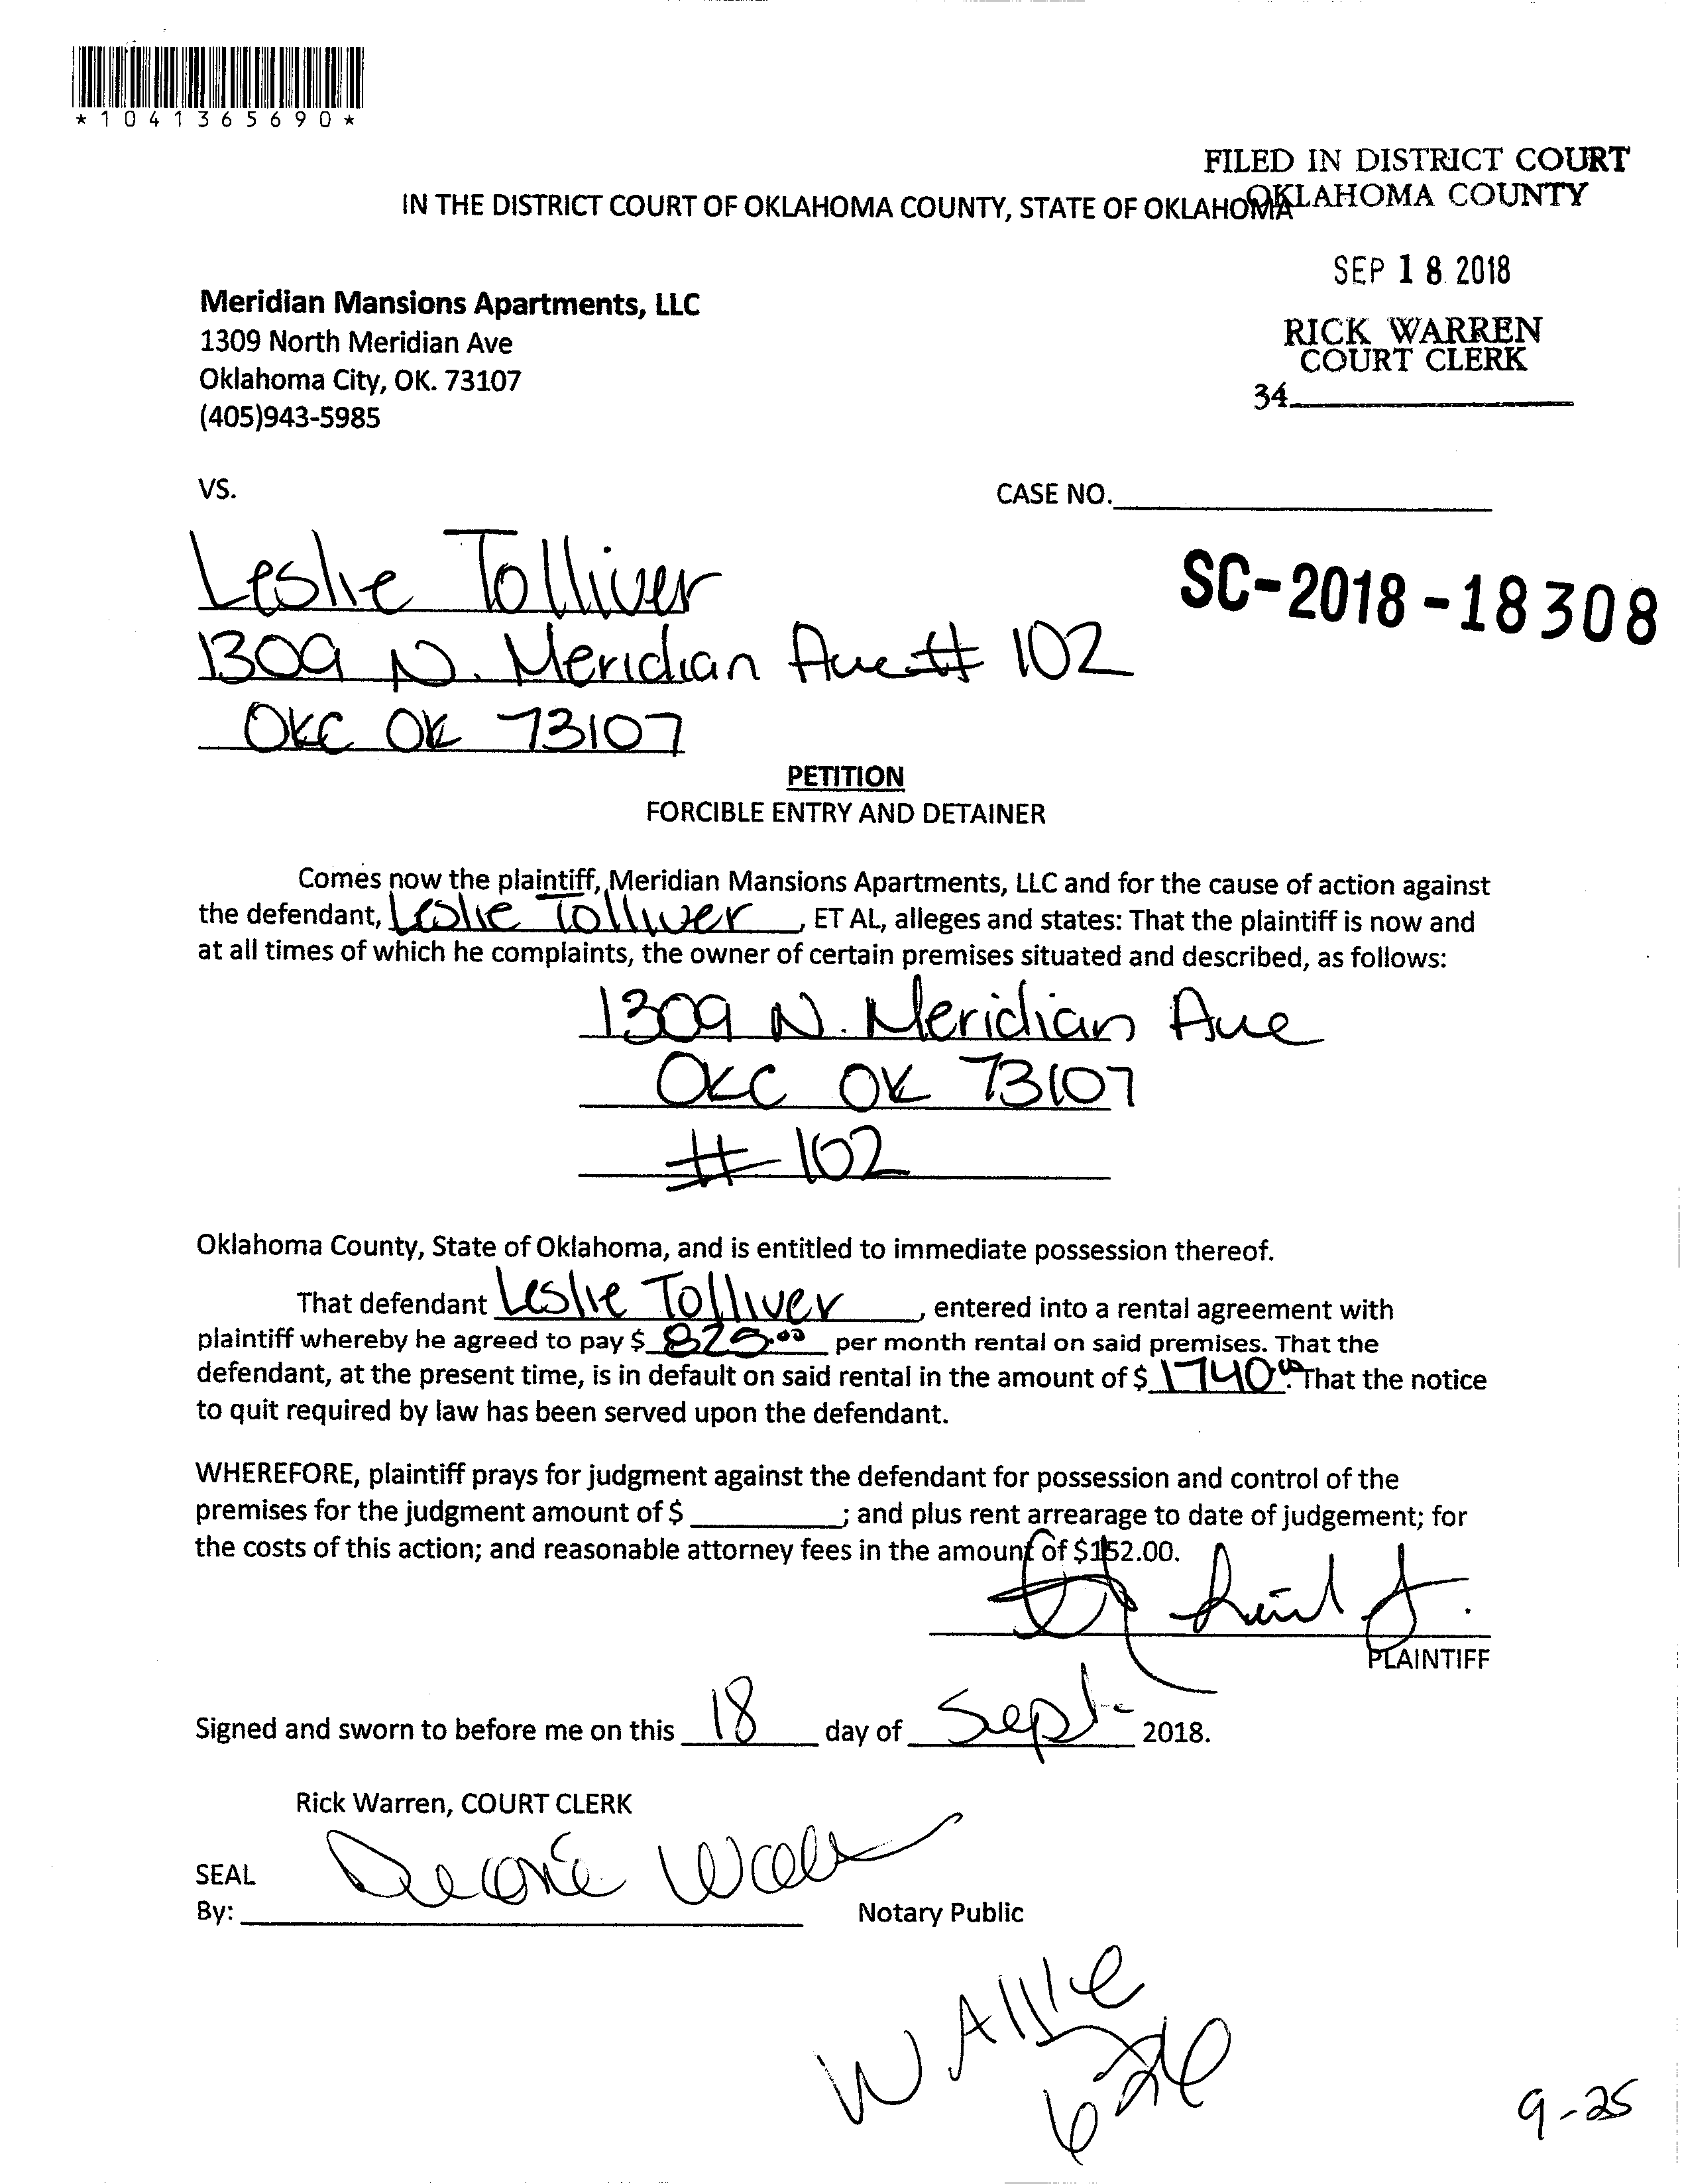 *1041365690*
FILED IN DISTRICT COURT
OKLAHOMA COUNTY
IN THE DISTRICT COURT OF OKLAHOMA COUNTY, STATE OF OKLAHOMA
SEP 18 2018
Meridian Mansions Apartments, LLC
1309 North Meridian Ave
Oklahoma City, OK. 73107
(405)943-5985
RICK WARREN
COURT CLERK
34
VS.
CASE NO.
Leslie Tolliver
SC-2018-18308
1309 N. Meridian Ave # 102
OKC OK 73107
PETITION
FORCIBLE ENTRY AND DETAINER
Comes now the plaintiff, Meridian Mansions Apartments, LLC and for the cause of action against
the defendant, Leslie Tolliver, ET AL, alleges and states: That the plaintiff is now and
at all times of which he complaints, the owner of certain premises situated and described, as follows:
1309 N. Meridian Ave
OKC OK 73107
# 102
Oklahoma County, State of Oklahoma, and is entitled to immediate possession thereof.
That defendant Leslie Tolliver, entered into a rental agreement with
plaintiff whereby he agreed to pay $ 825.00 per month rental on said premises. That the
defendant, at the present time, is in default on said rental in the amount of $ 1740.00. That the notice
to quit required by law has been served upon the defendant.
WHEREFORE, plaintiff prays for judgment against the defendant for possession and control of the
premises for the judgment amount of $ ; and plus rent arrearage to date of judgement; for
the costs of this action; and reasonable attorney fees in the amount of $152.00.
PLAINTIFF
Signed and sworn to before me on this 18 day of Sept 2018.
Rick Warren, COURT CLERK
SEAL
By: Notary Public
WAllie
626
9-25